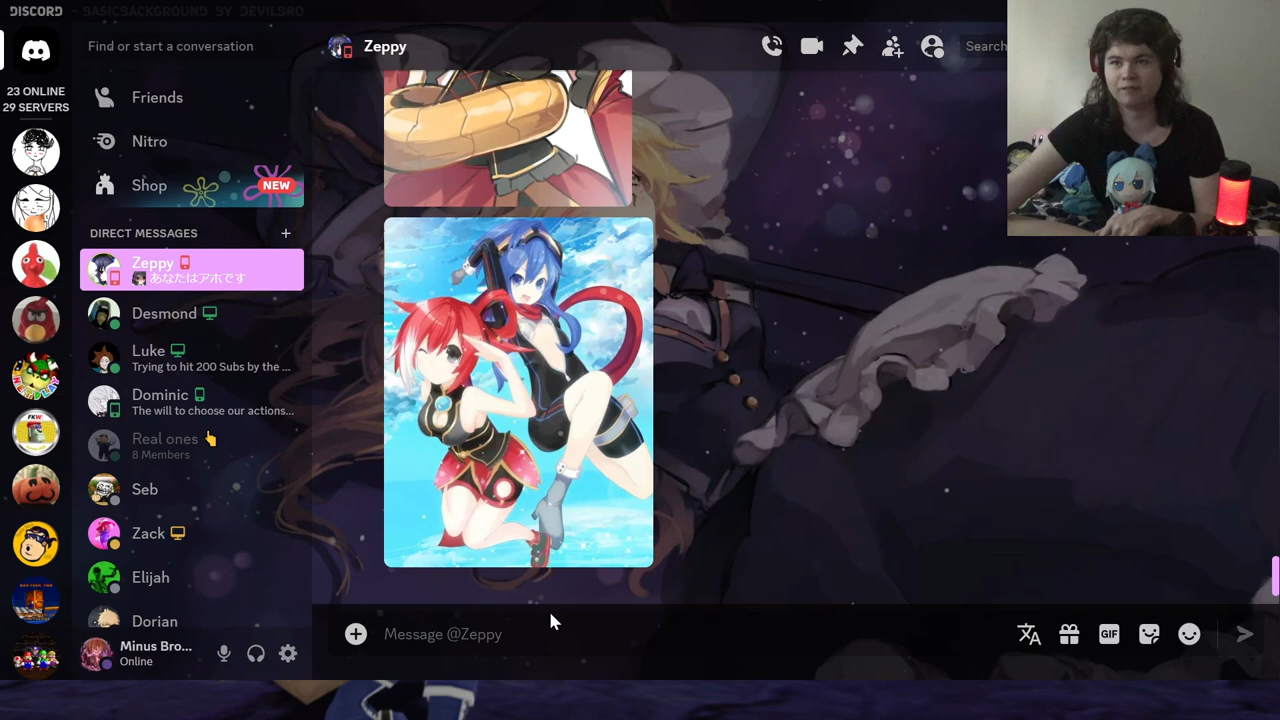 DISCORD - BASICBACKGROUND BY DEVILBRO
Find or start a conversation
Zeppy
Search
23 ONLINE
29 SERVERS
Friends
Nitro
Shop
NEW
DIRECT MESSAGES
Zeppy
あなたはアホです
Desmond
Luke
Trying to hit 200 Subs by the ...
Dominic
The will to choose our actions...
Real ones 👆
8 Members
Seb
Zack
Elijah
Dorian
Minus Bro...
Online
Message @Zeppy
GIF